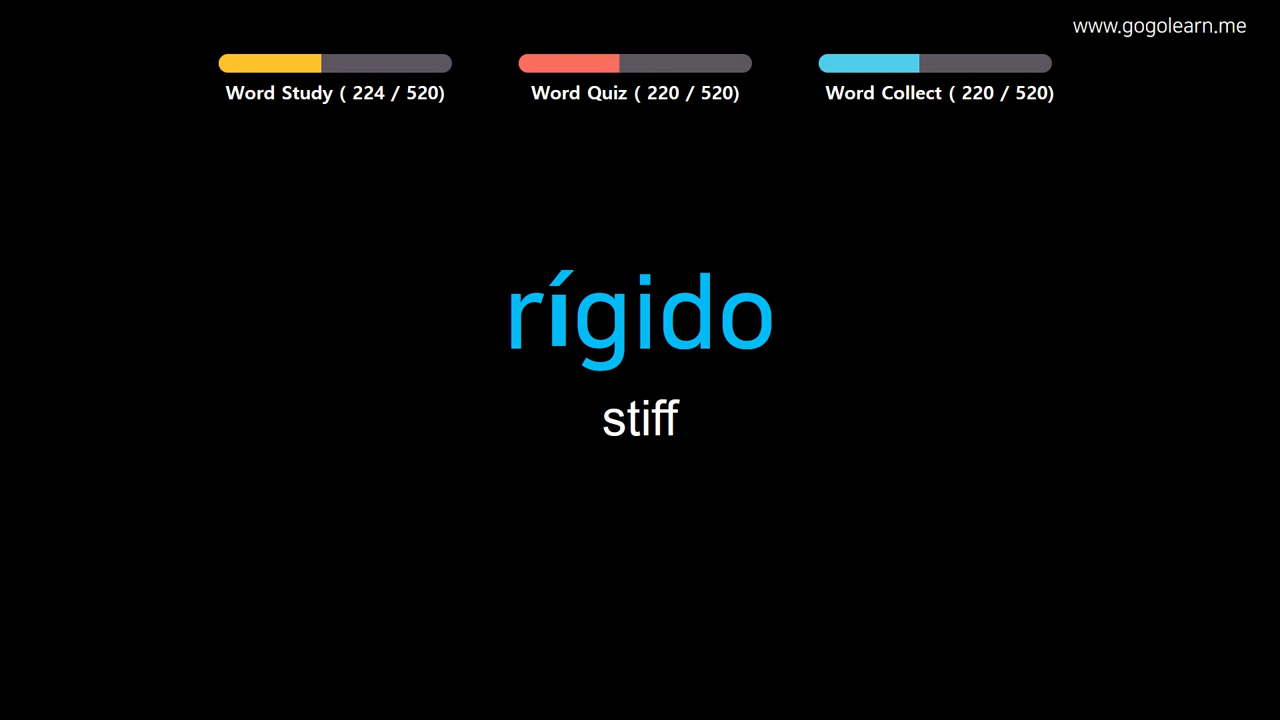 www.gogolearn.me
Word Study ( 224 / 520)
Word Quiz ( 220 / 520)
Word Collect ( 220 / 520)
rígido
stiff